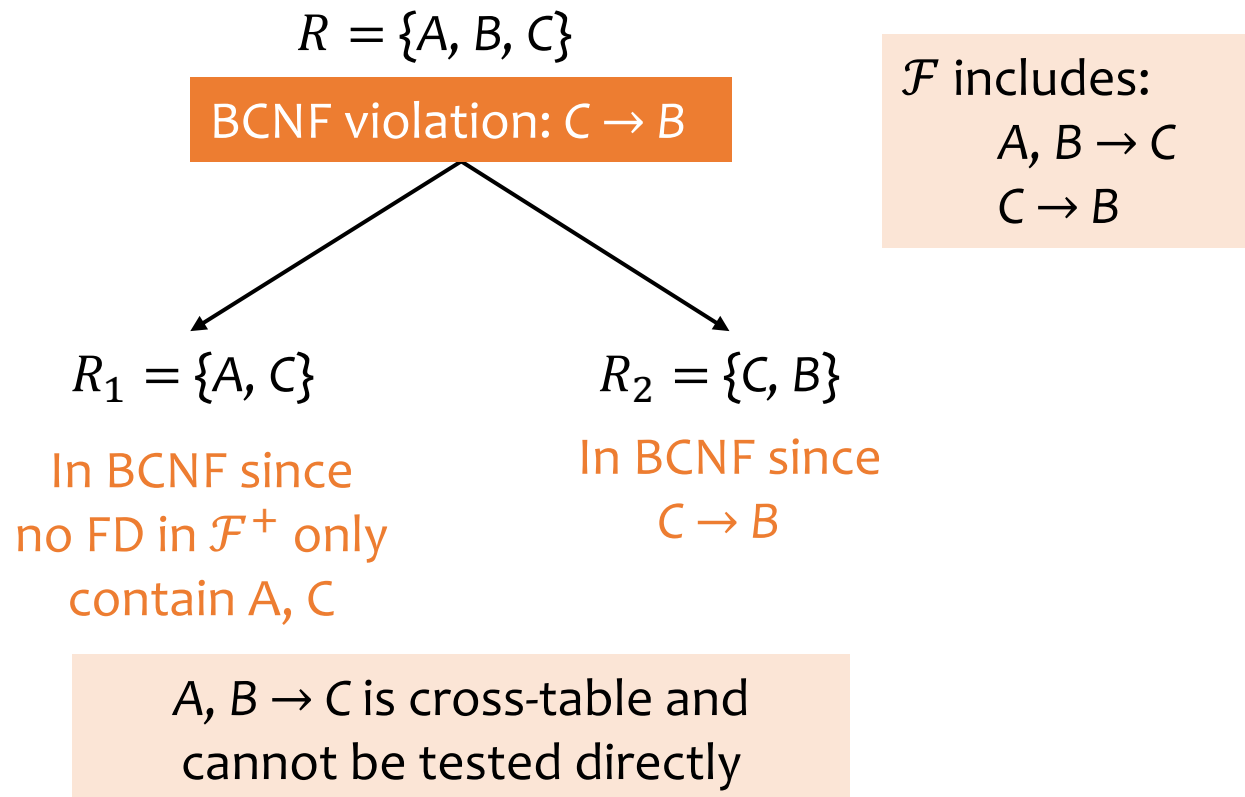 R = {A, B, C}
BCNF violation: C → B
ℱ includes:
A, B → C
C → B
R₁ = {A, C}
In BCNF since
no FD in ℱ⁺ only
contain A, C
R₂ = {C, B}
In BCNF since
C → B
A, B → C is cross-table and
cannot be tested directly